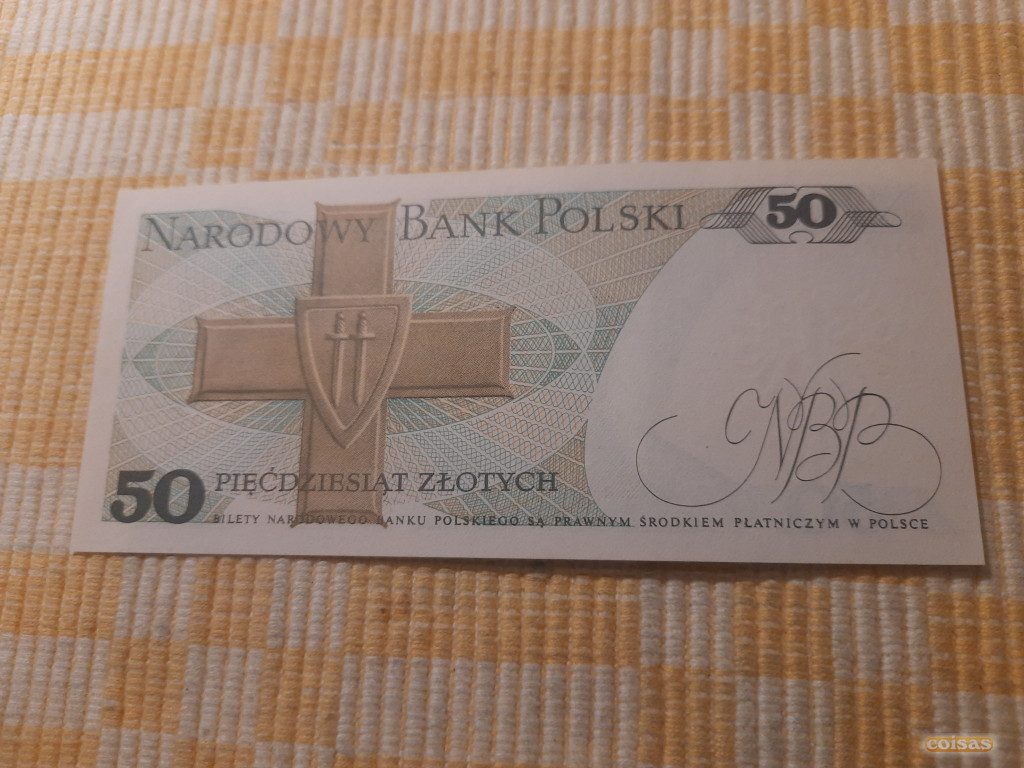 NARODOWY BANK POLSKI
50
NBP
50 PIĘĆDZIESIĄT ZŁOTYCH
BILETY NARODOWEGO BANKU POLSKIEGO SĄ PRAWNYM ŚRODKIEM PŁATNICZYM W POLSCE
coisas